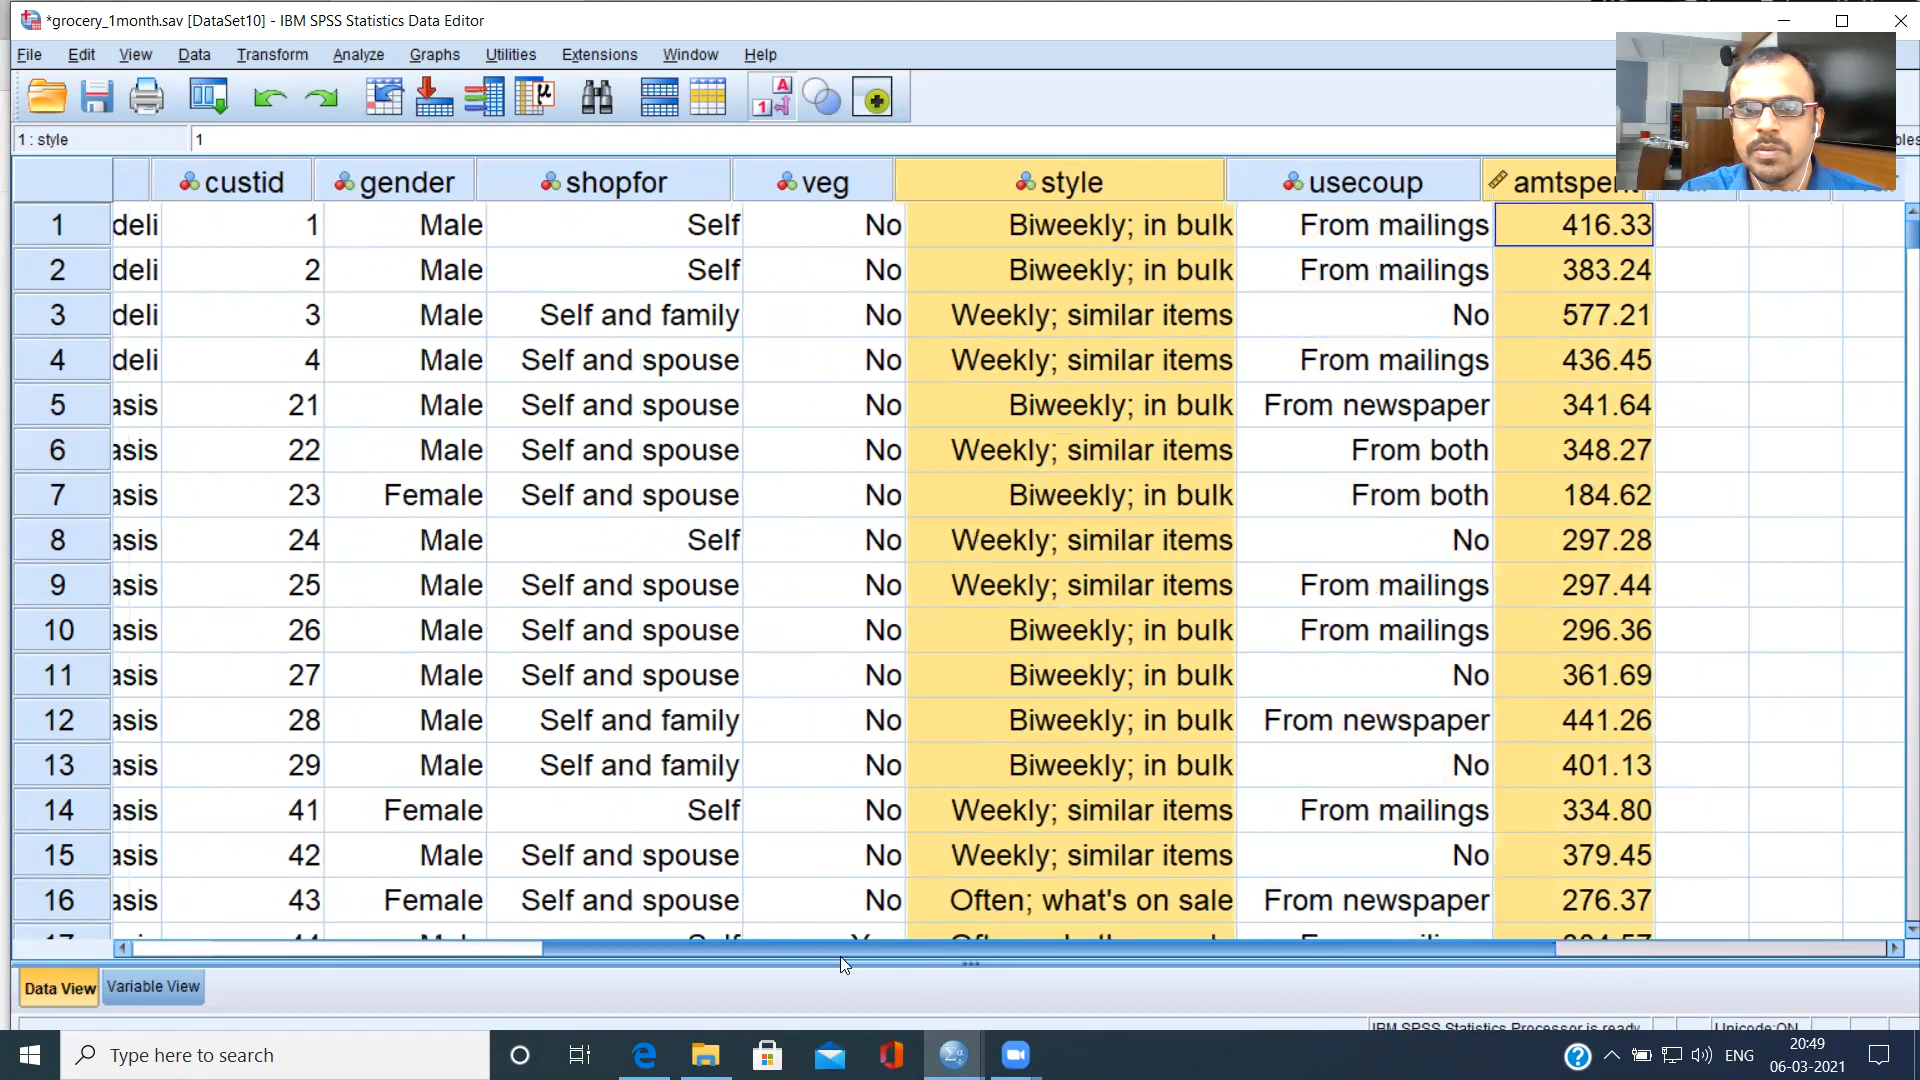 *grocery_1month.sav [DataSet10] - IBM SPSS Statistics Data Editor
File Edit View Data Transform Analyze Graphs Utilities Extensions Window Help
1 : style 1
custid gender shopfor veg style usecoup amtspent
1 deli 1 Male Self No Biweekly; in bulk From mailings 416.33
2 deli 2 Male Self No Biweekly; in bulk From mailings 383.24
3 deli 3 Male Self and family No Weekly; similar items No 577.21
4 deli 4 Male Self and spouse No Weekly; similar items From mailings 436.45
5 asis 21 Male Self and spouse No Biweekly; in bulk From newspaper 341.64
6 asis 22 Male Self and spouse No Weekly; similar items From both 348.27
7 asis 23 Female Self and spouse No Biweekly; in bulk From both 184.62
8 asis 24 Male Self No Weekly; similar items No 297.28
9 asis 25 Male Self and spouse No Weekly; similar items From mailings 297.44
10 asis 26 Male Self and spouse No Biweekly; in bulk From mailings 296.36
11 asis 27 Male Self and spouse No Biweekly; in bulk No 361.69
12 asis 28 Male Self and family No Biweekly; in bulk From newspaper 441.26
13 asis 29 Male Self and family No Biweekly; in bulk No 401.13
14 asis 41 Female Self No Weekly; similar items From mailings 334.80
15 asis 42 Male Self and spouse No Weekly; similar items No 379.45
16 asis 43 Female Self and spouse No Often; what's on sale From newspaper 276.37
Data View Variable View
IBM SPSS Statistics Processor is ready Unicode:ON
Type here to search
ENG
20:49
06-03-2021